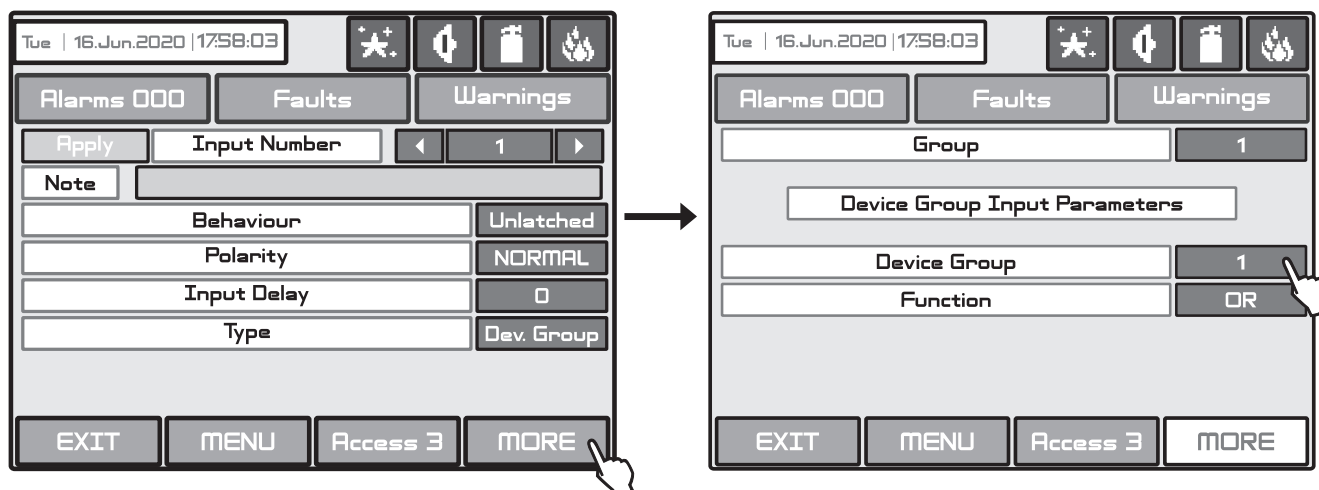 Tue | 16.Jun.2020 | 17:58:03
Alarms 000 Faults Warnings
Apply Input Number 1
Note
Behaviour Unlatched
Polarity NORMAL
Input Delay 0
Type Dev. Group
EXIT MENU Access 3 MORE
Tue | 16.Jun.2020 | 17:58:03
Alarms 000 Faults Warnings
Group 1
Device Group Input Parameters
Device Group 1
Function OR
EXIT MENU Access 3 MORE